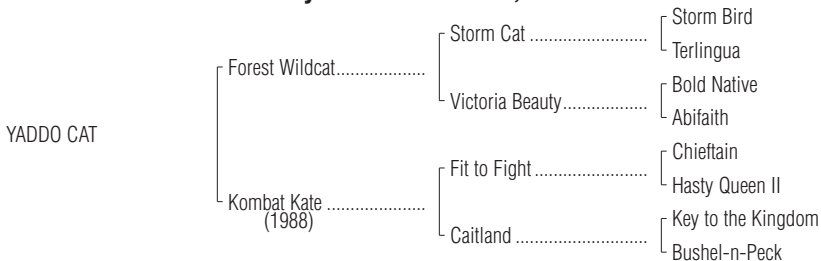 Storm Bird
Storm Cat ........................
Terlingua
Forest Wildcat...................
Bold Native
Victoria Beauty..................
Abifaith
YADDO CAT
Chieftain
Fit to Fight ........................
Hasty Queen II
Kombat Kate .....................
(1988)
Key to the Kingdom
Caitland ............................
Bushel-n-Peck